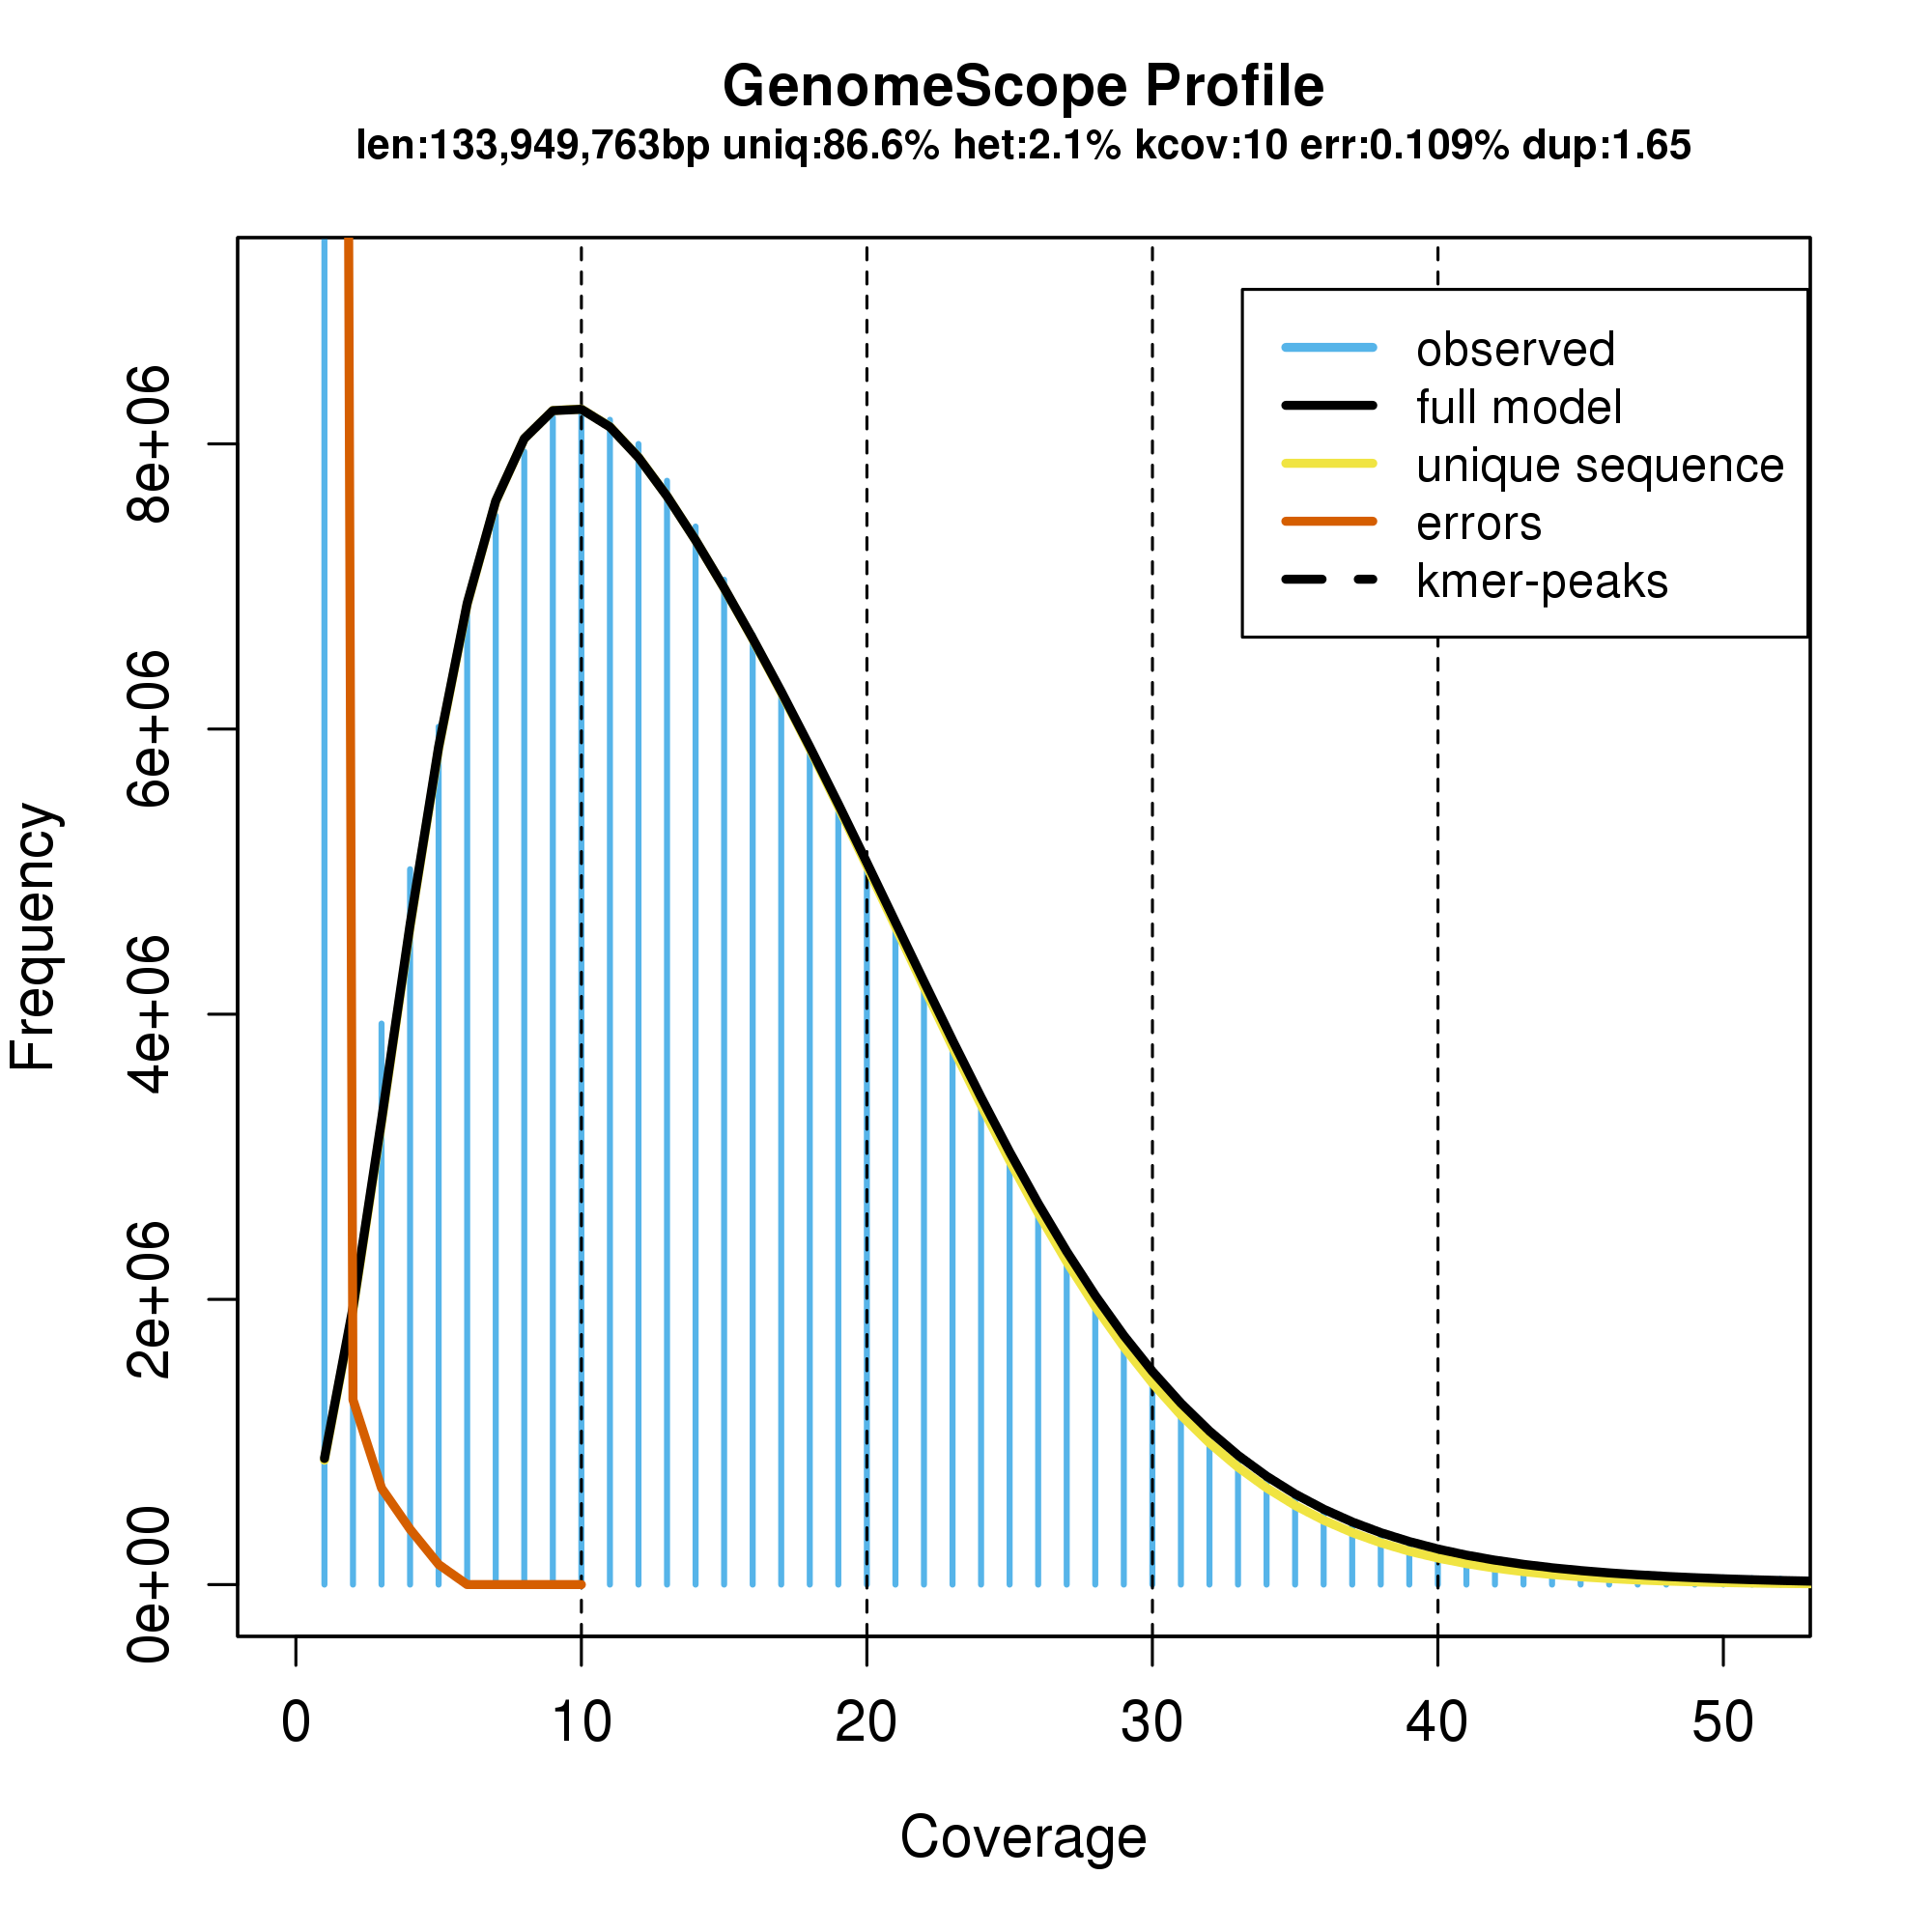 GenomeScope Profile
len:133,949,763bp uniq:86.6% het:2.1% kcov:10 err:0.109% dup:1.65
observed
full model
unique sequence
errors
kmer-peaks
Frequency
8e+06
6e+06
4e+06
2e+06
0e+00
0 10 20 30 40 50
Coverage